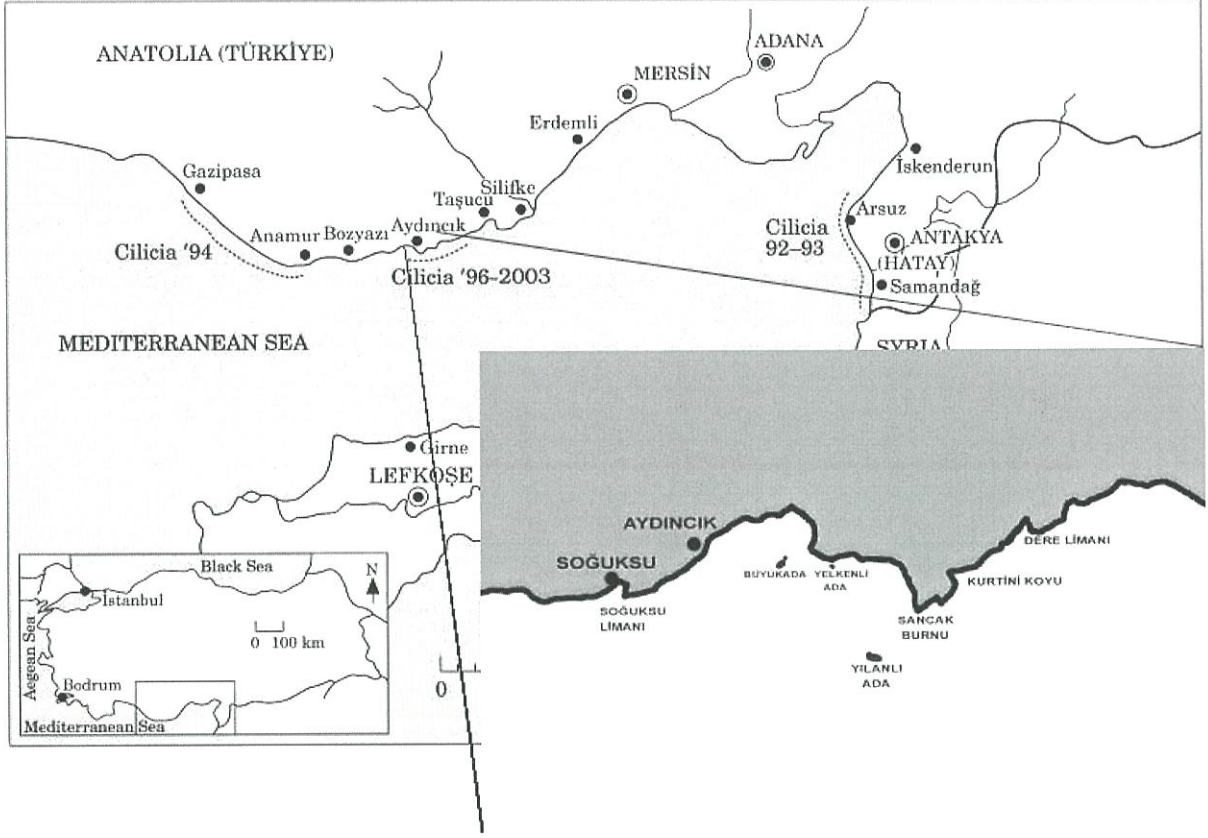 ANATOLIA (TÜRKİYE)
ADANA
MERSİN
Erdemli
İskenderun
Gazipasa
Silifke
Taşucu
Arsuz
Aydıncık
Cilicia
92–93
Anamur
Bozyazı
ANTAKYA
(HATAY)
Cilicia '94
Cilicia '96–2003
Samandağ
MEDITERRANEAN SEA
SYRIA
Girne
LEFKOŞE
AYDINCIK
DERE LİMANI
SOĞUKSU
BÜYÜKADA
YELKENLİ
ADA
KURTİNİ KOYU
SOĞUKSU
LİMANI
SANCAK
BURNU
YILANLI
ADA
Black Sea
N
İstanbul
0 100 km
Aegean Sea
Bodrum
Mediterranean Sea
0